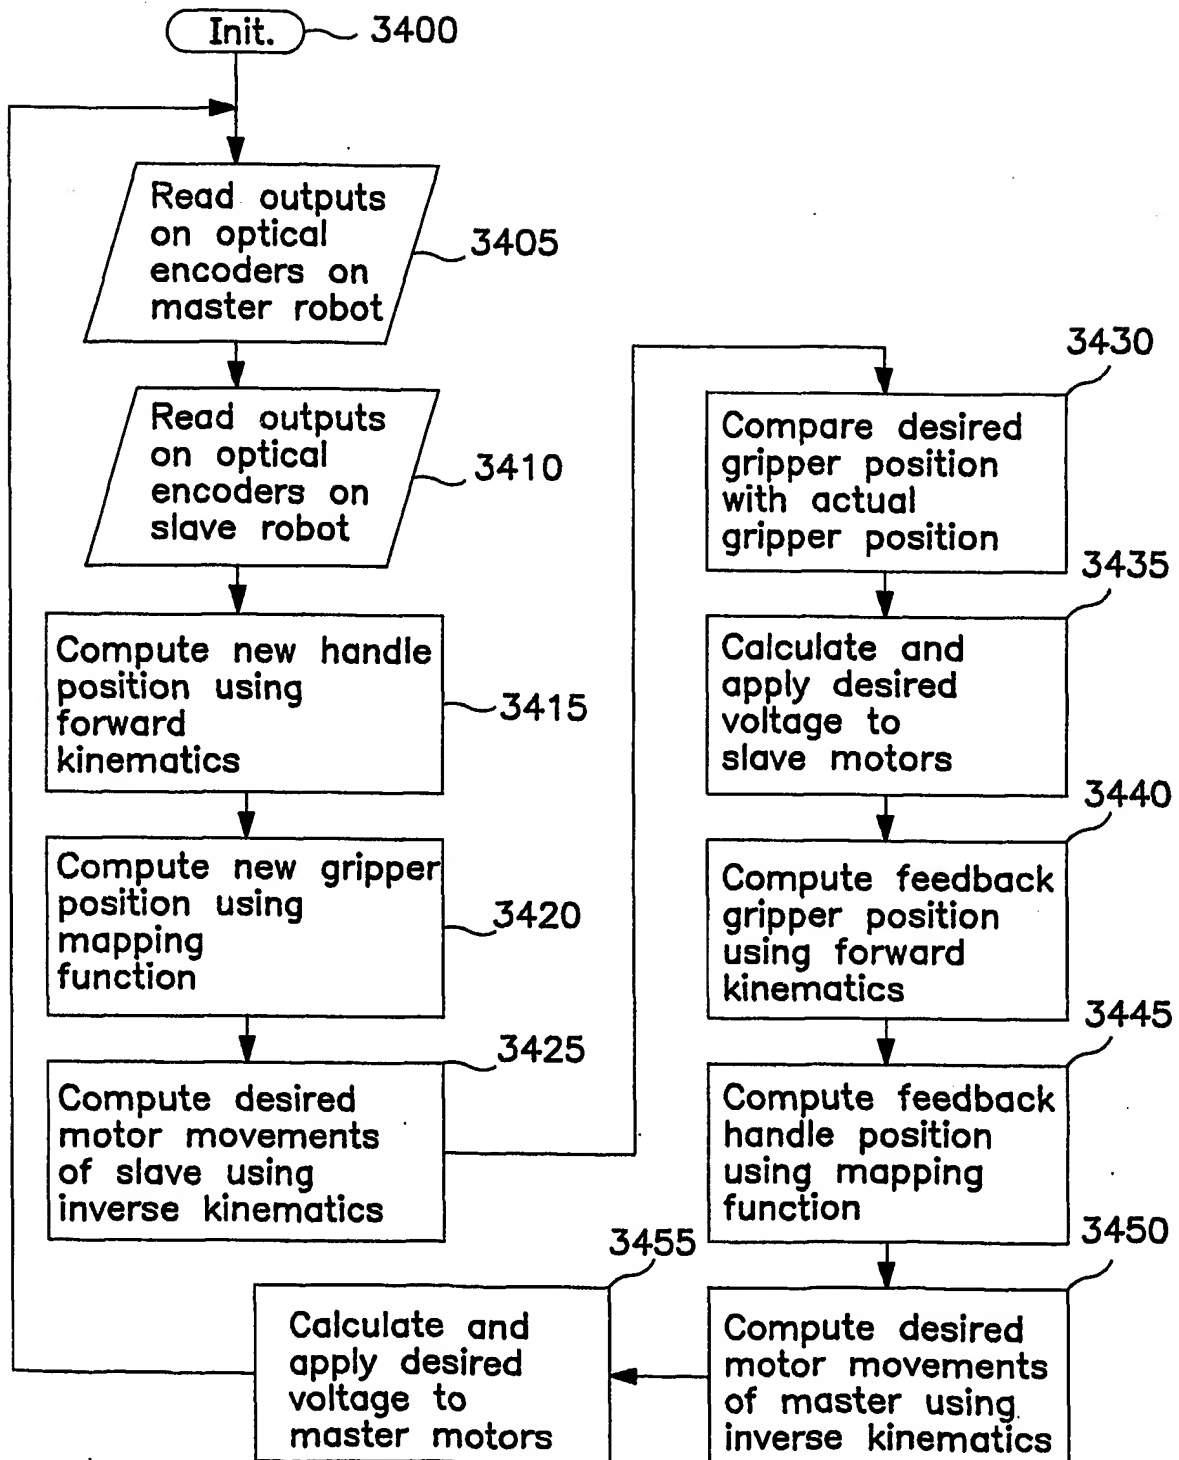 Init.
3400
Read outputs
on optical
encoders on
master robot
3405
Read outputs
on optical
encoders on
slave robot
3410
Compute new handle
position using
forward
kinematics
3415
Compute new gripper
position using
mapping
function
3420
Compute desired
motor movements
of slave using
inverse kinematics
3425
Compare desired
gripper position
with actual
gripper position
3430
Calculate and
apply desired
voltage to
slave motors
3435
Compute feedback
gripper position
using forward
kinematics
3440
Compute feedback
handle position
using mapping
function
3445
Compute desired
motor movements
of master using
inverse kinematics
3450
Calculate and
apply desired
voltage to
master motors
3455